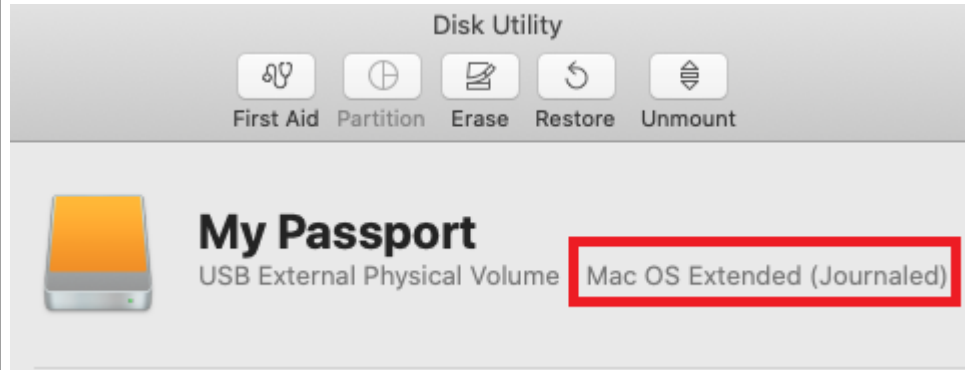 Disk Utility
First Aid Partition Erase Restore Unmount
My Passport
USB External Physical Volume Mac OS Extended (Journaled)